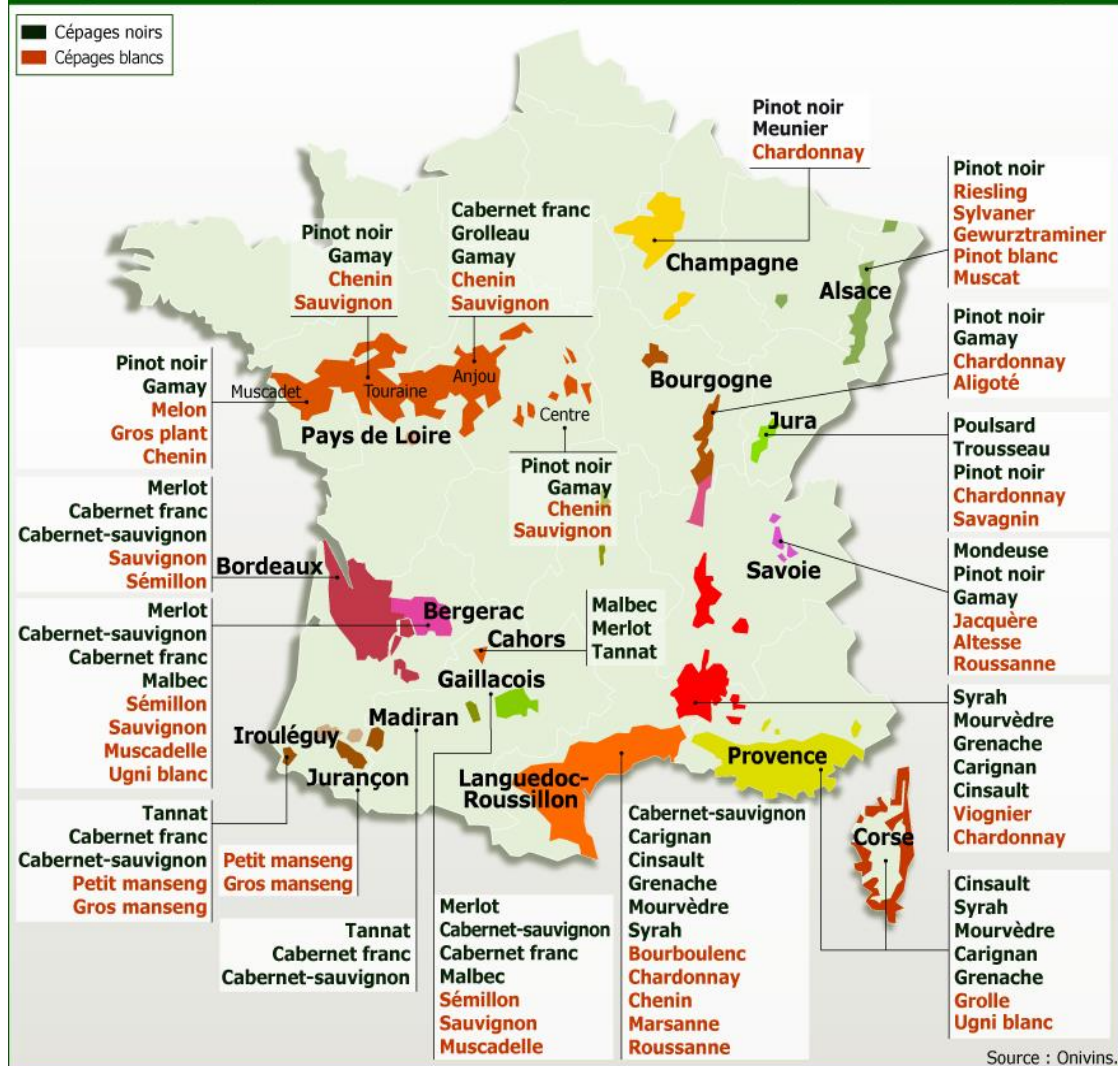 Cépages noirs
Cépages blancs
Pinot noir
Meunier
Chardonnay
Champagne
Pinot noir
Riesling
Sylvaner
Gewurztraminer
Pinot blanc
Muscat
Alsace
Pinot noir
Gamay
Chenin
Sauvignon
Cabernet franc
Grolleau
Gamay
Chenin
Sauvignon
Pinot noir
Gamay
Chardonnay
Aligoté
Bourgogne
Pinot noir
Gamay
Melon
Gros plant
Chenin
Muscadet
Touraine
Anjou
Centre
Pays de Loire
Pinot noir
Gamay
Chenin
Sauvignon
Jura
Poulsard
Trousseau
Pinot noir
Chardonnay
Savagnin
Merlot
Cabernet franc
Cabernet-sauvignon
Sauvignon
Sémillon
Bordeaux
Savoie
Mondeuse
Pinot noir
Gamay
Jacquère
Altesse
Roussanne
Merlot
Cabernet-sauvignon
Cabernet franc
Malbec
Sémillon
Sauvignon
Muscadelle
Ugni blanc
Bergerac
Cahors
Malbec
Merlot
Tannat
Gaillacois
Madiran
Irouléguy
Jurançon
Languedoc-
Roussillon
Provence
Corse
Syrah
Mourvèdre
Grenache
Carignan
Cinsault
Viognier
Chardonnay
Tannat
Cabernet franc
Cabernet-sauvignon
Petit manseng
Gros manseng
Petit manseng
Gros manseng
Tannat
Cabernet franc
Cabernet-sauvignon
Merlot
Cabernet-sauvignon
Cabernet franc
Malbec
Sémillon
Sauvignon
Muscadelle
Cabernet-sauvignon
Carignan
Cinsault
Grenache
Mourvèdre
Syrah
Bourboulenc
Chardonnay
Chenin
Marsanne
Roussanne
Cinsault
Syrah
Mourvèdre
Carignan
Grenache
Grolle
Ugni blanc
Source : Onivins.